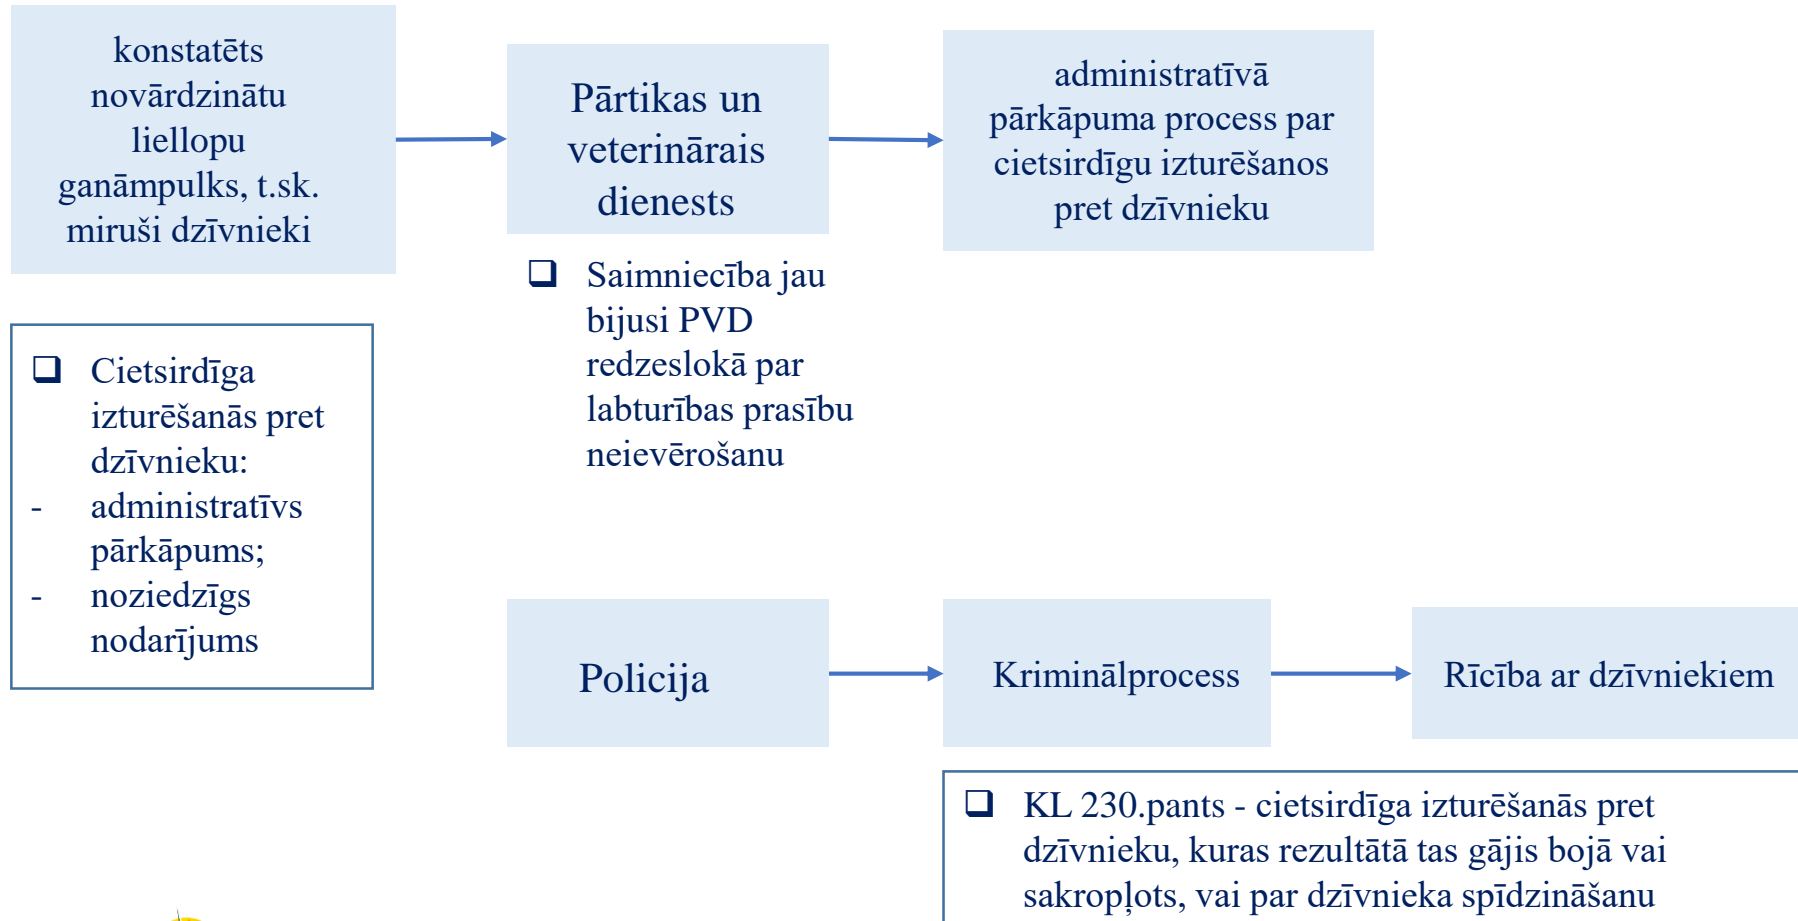 konstatēts
novārdzinātu
liellopu
ganāmpulks, t.sk.
miruši dzīvnieki
Pārtikas un
veterinārais
dienests
administratīvā
pārkāpuma process par
cietsirdīgu izturēšanos
pret dzīvnieku
❑ Saimniecība jau
bijusi PVD
redzeslokā par
labturības prasību
neievērošanu
❑ Cietsirdīga
izturēšanās pret
dzīvnieku:
- administratīvs
pārkāpums;
- noziedzīgs
nodarījums
Policija
Kriminālprocess
Rīcība ar dzīvniekiem
❑ KL 230.pants - cietsirdīga izturēšanās pret
dzīvnieku, kuras rezultātā tas gājis bojā vai
sakropļots, vai par dzīvnieka spīdzināšanu